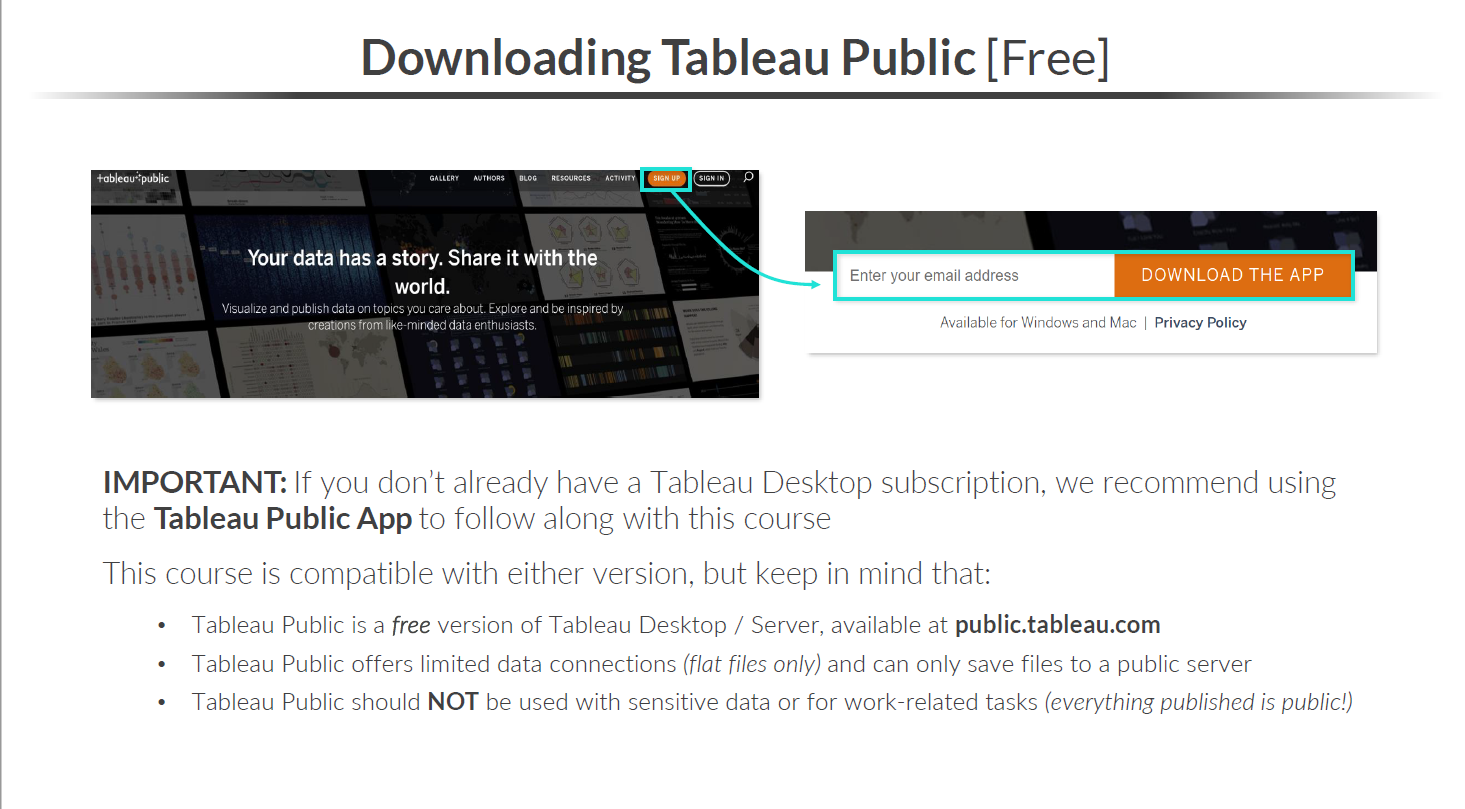 Downloading Tableau Public [Free]
+ableau:public
GALLERY AUTHORS BLOG RESOURCES ACTIVITY SIGN UP SIGN IN
Your data has a story. Share it with the
world.
Visualize and publish data on topics you care about. Explore and be inspired by
creations from like-minded data enthusiasts.
Enter your email address DOWNLOAD THE APP
Available for Windows and Mac | Privacy Policy
IMPORTANT: If you don't already have a Tableau Desktop subscription, we recommend using
the Tableau Public App to follow along with this course
This course is compatible with either version, but keep in mind that:
• Tableau Public is a free version of Tableau Desktop / Server, available at public.tableau.com
• Tableau Public offers limited data connections (flat files only) and can only save files to a public server
• Tableau Public should NOT be used with sensitive data or for work-related tasks (everything published is public!)